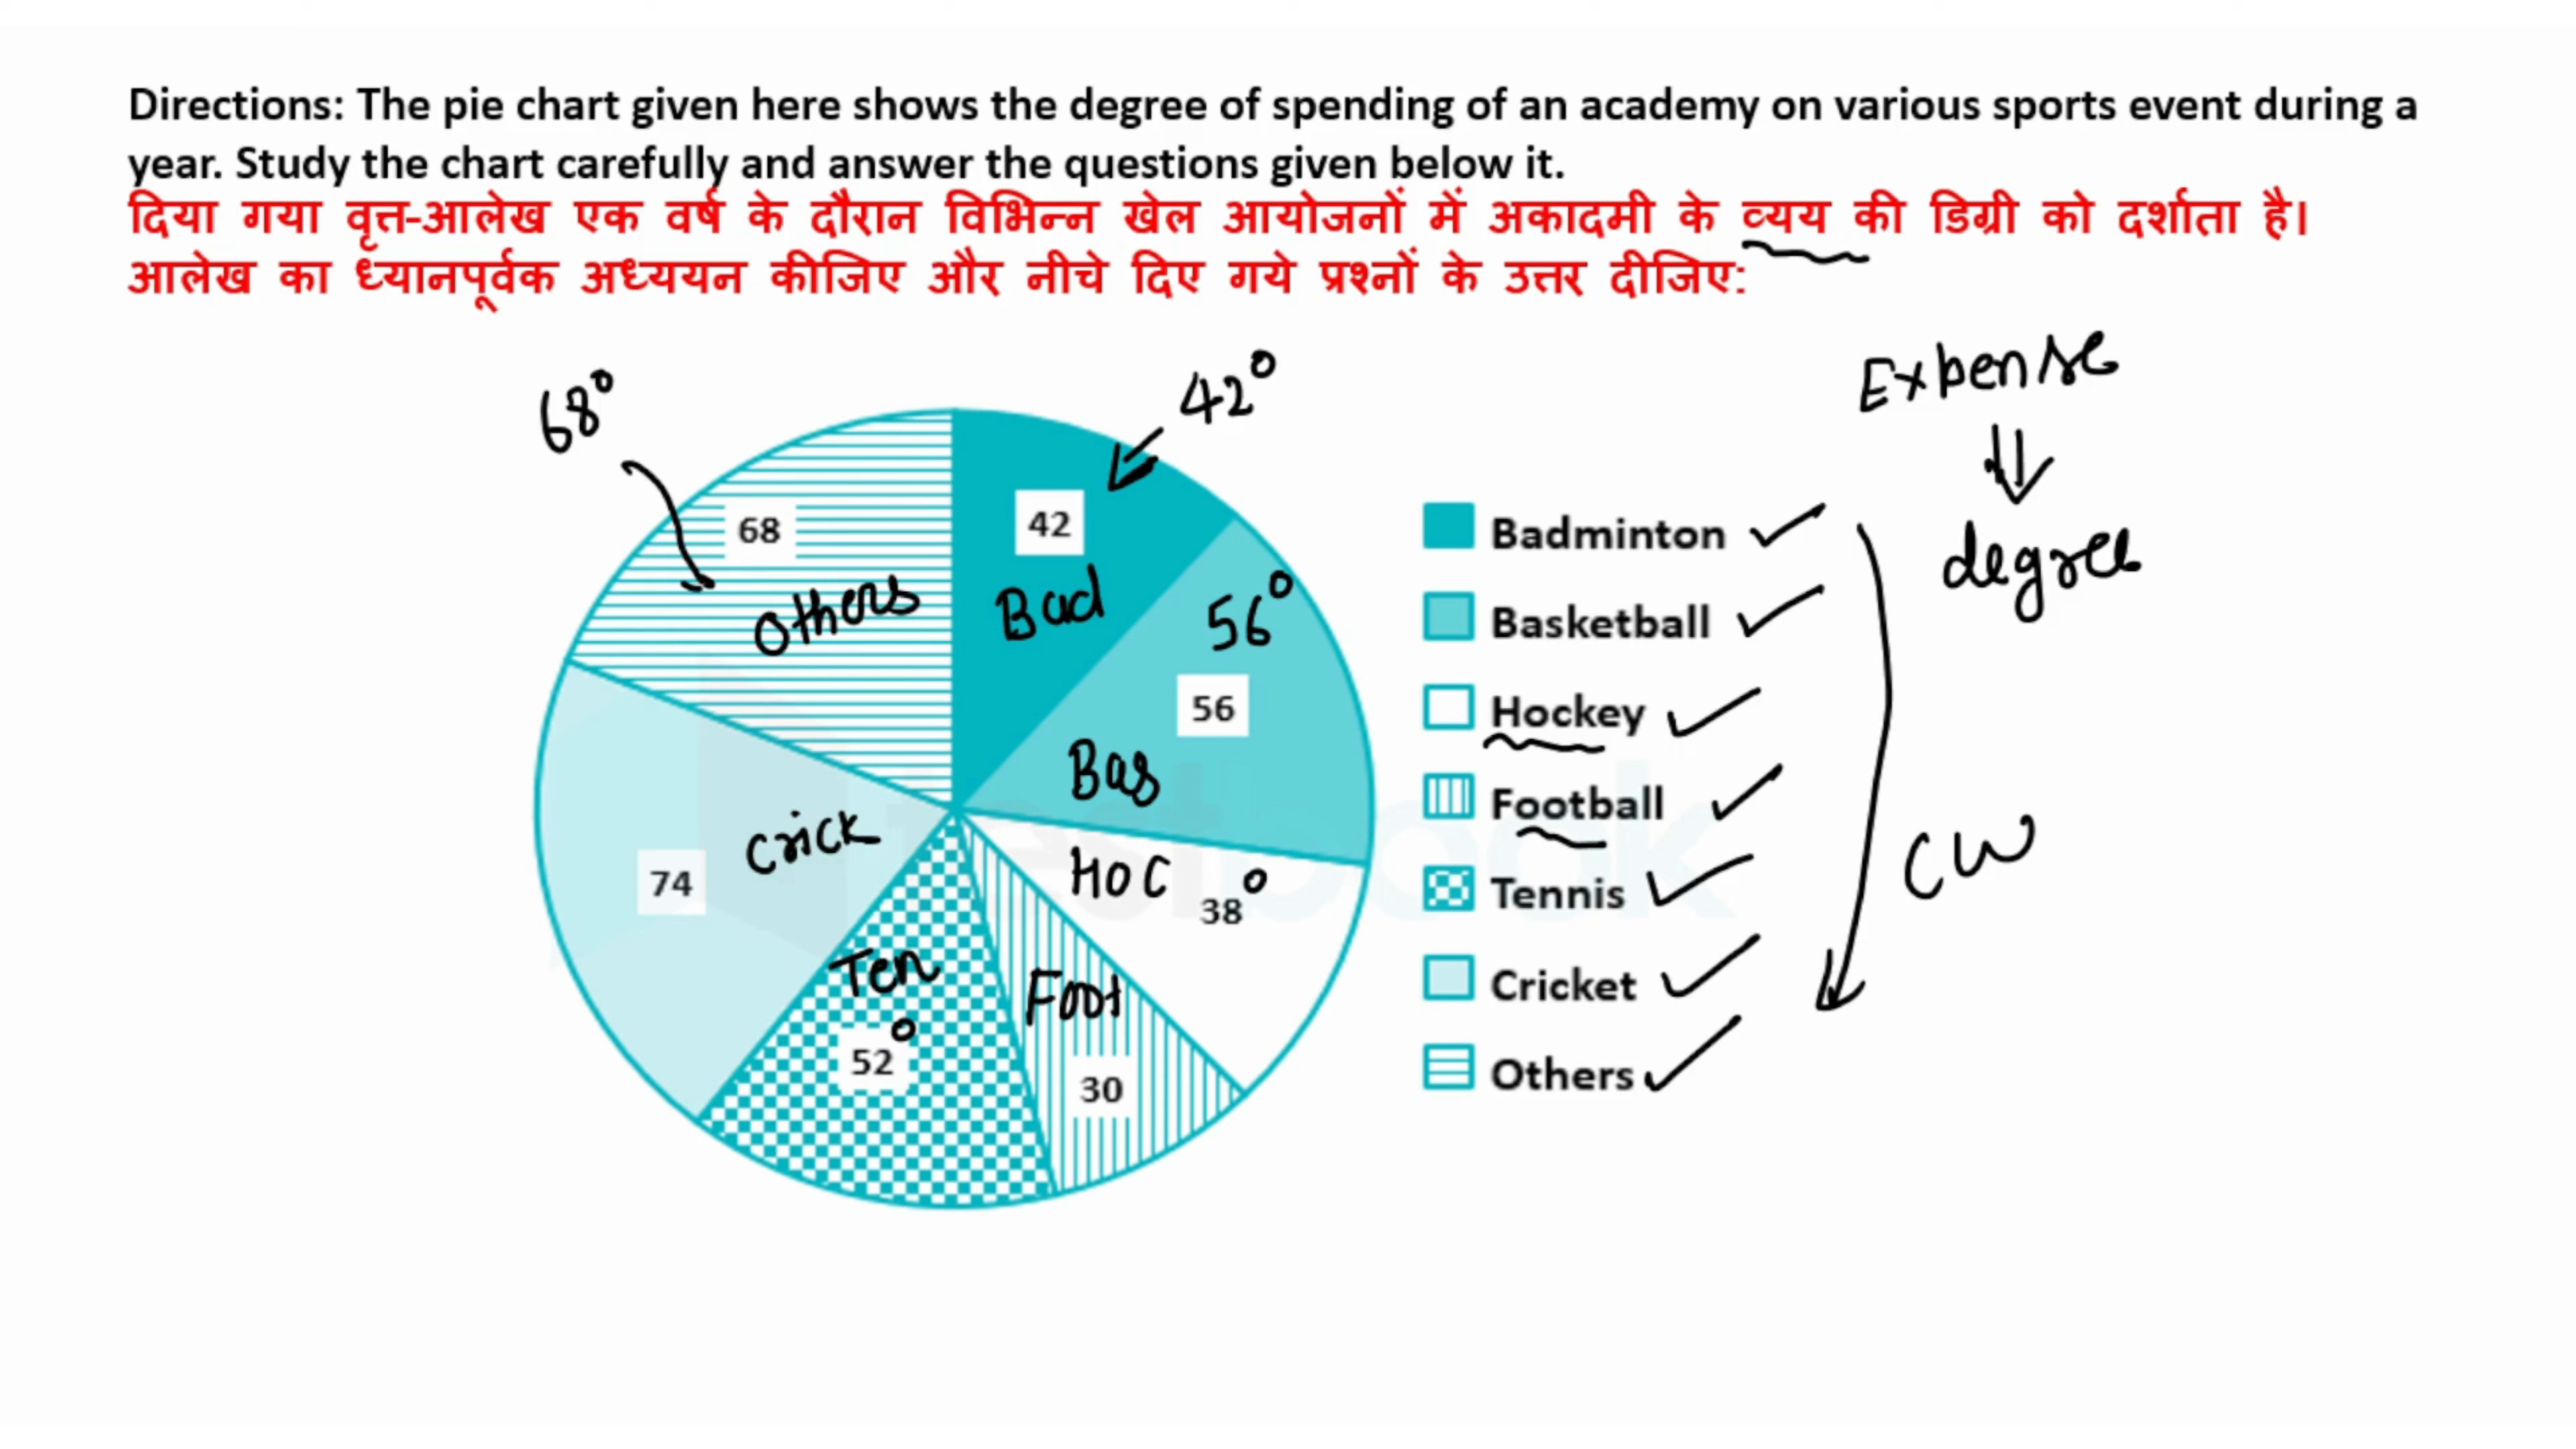 Directions: The pie chart given here shows the degree of spending of an academy on various sports event during a
year. Study the chart carefully and answer the questions given below it.
दिया गया वृत्त-आलेख एक वर्ष के दौरान विभिन्न खेल आयोजनों में अकादमी के व्यय की डिग्री को दर्शाता है।
आलेख का ध्यानपूर्वक अध्ययन कीजिए और नीचे दिए गये प्रश्नों के उत्तर दीजिए:
68°
42°
Expense
degree
68
Others
42
Bad
56°
56
Bas
Hoc
38°
Foot
30
Ten
52°
Crick
74
testbook
Badminton
Basketball
Hockey
Football
Tennis
Cricket
Others
CW